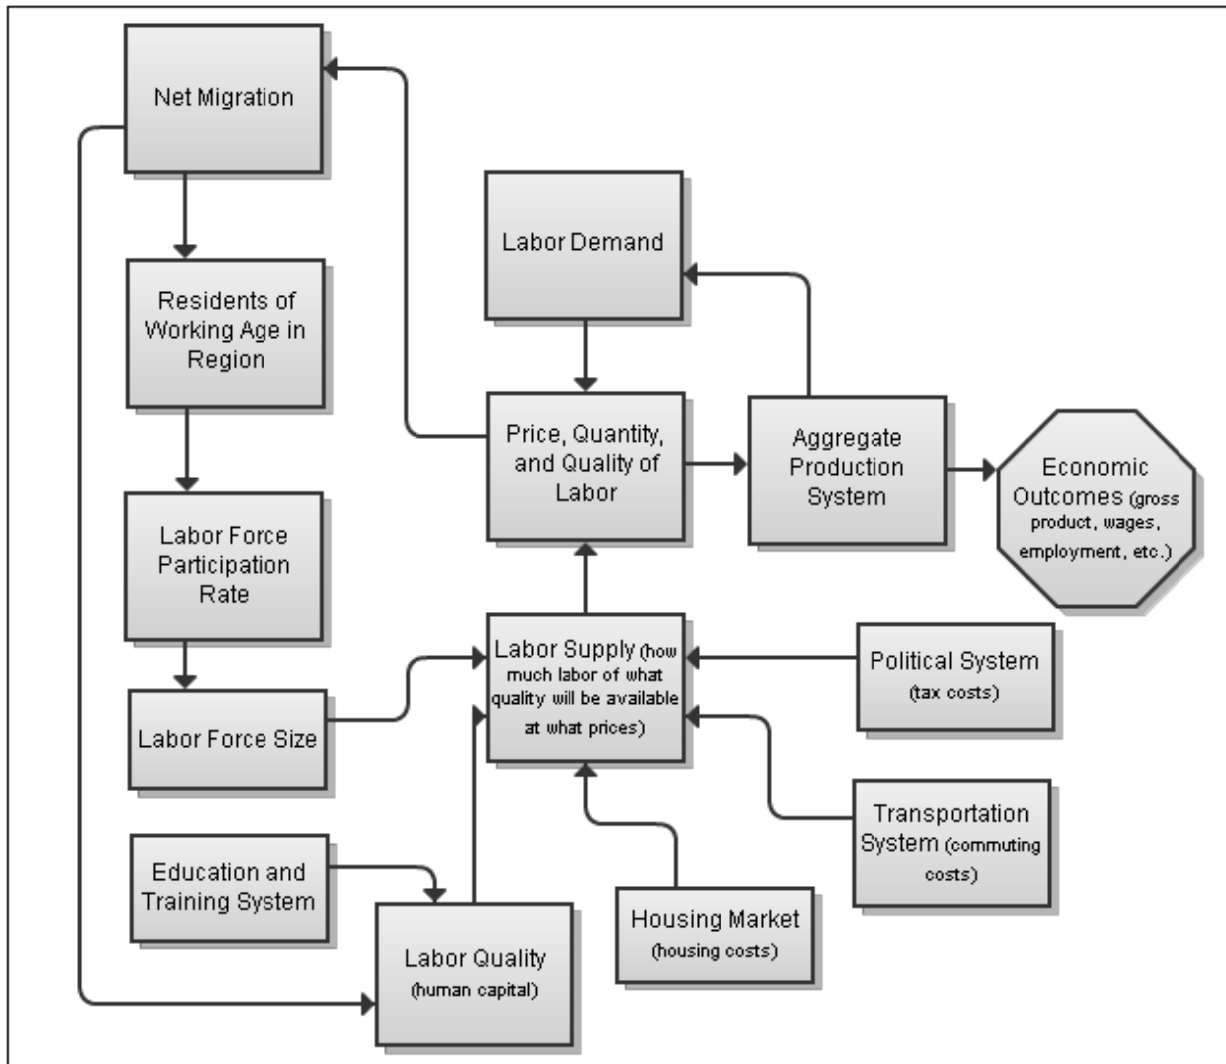 Net Migration
Labor Demand
Residents of
Working Age in
Region
Price, Quantity,
and Quality of
Labor
Aggregate
Production
System
Economic
Outcomes (gross
product, wages,
employment, etc.)
Labor Force
Participation
Rate
Labor Supply (how
much labor of what
quality will be available
at what prices)
Political System
(tax costs)
Labor Force Size
Transportation
System (commuting
costs)
Education and
Training System
Housing Market
(housing costs)
Labor Quality
(human capital)